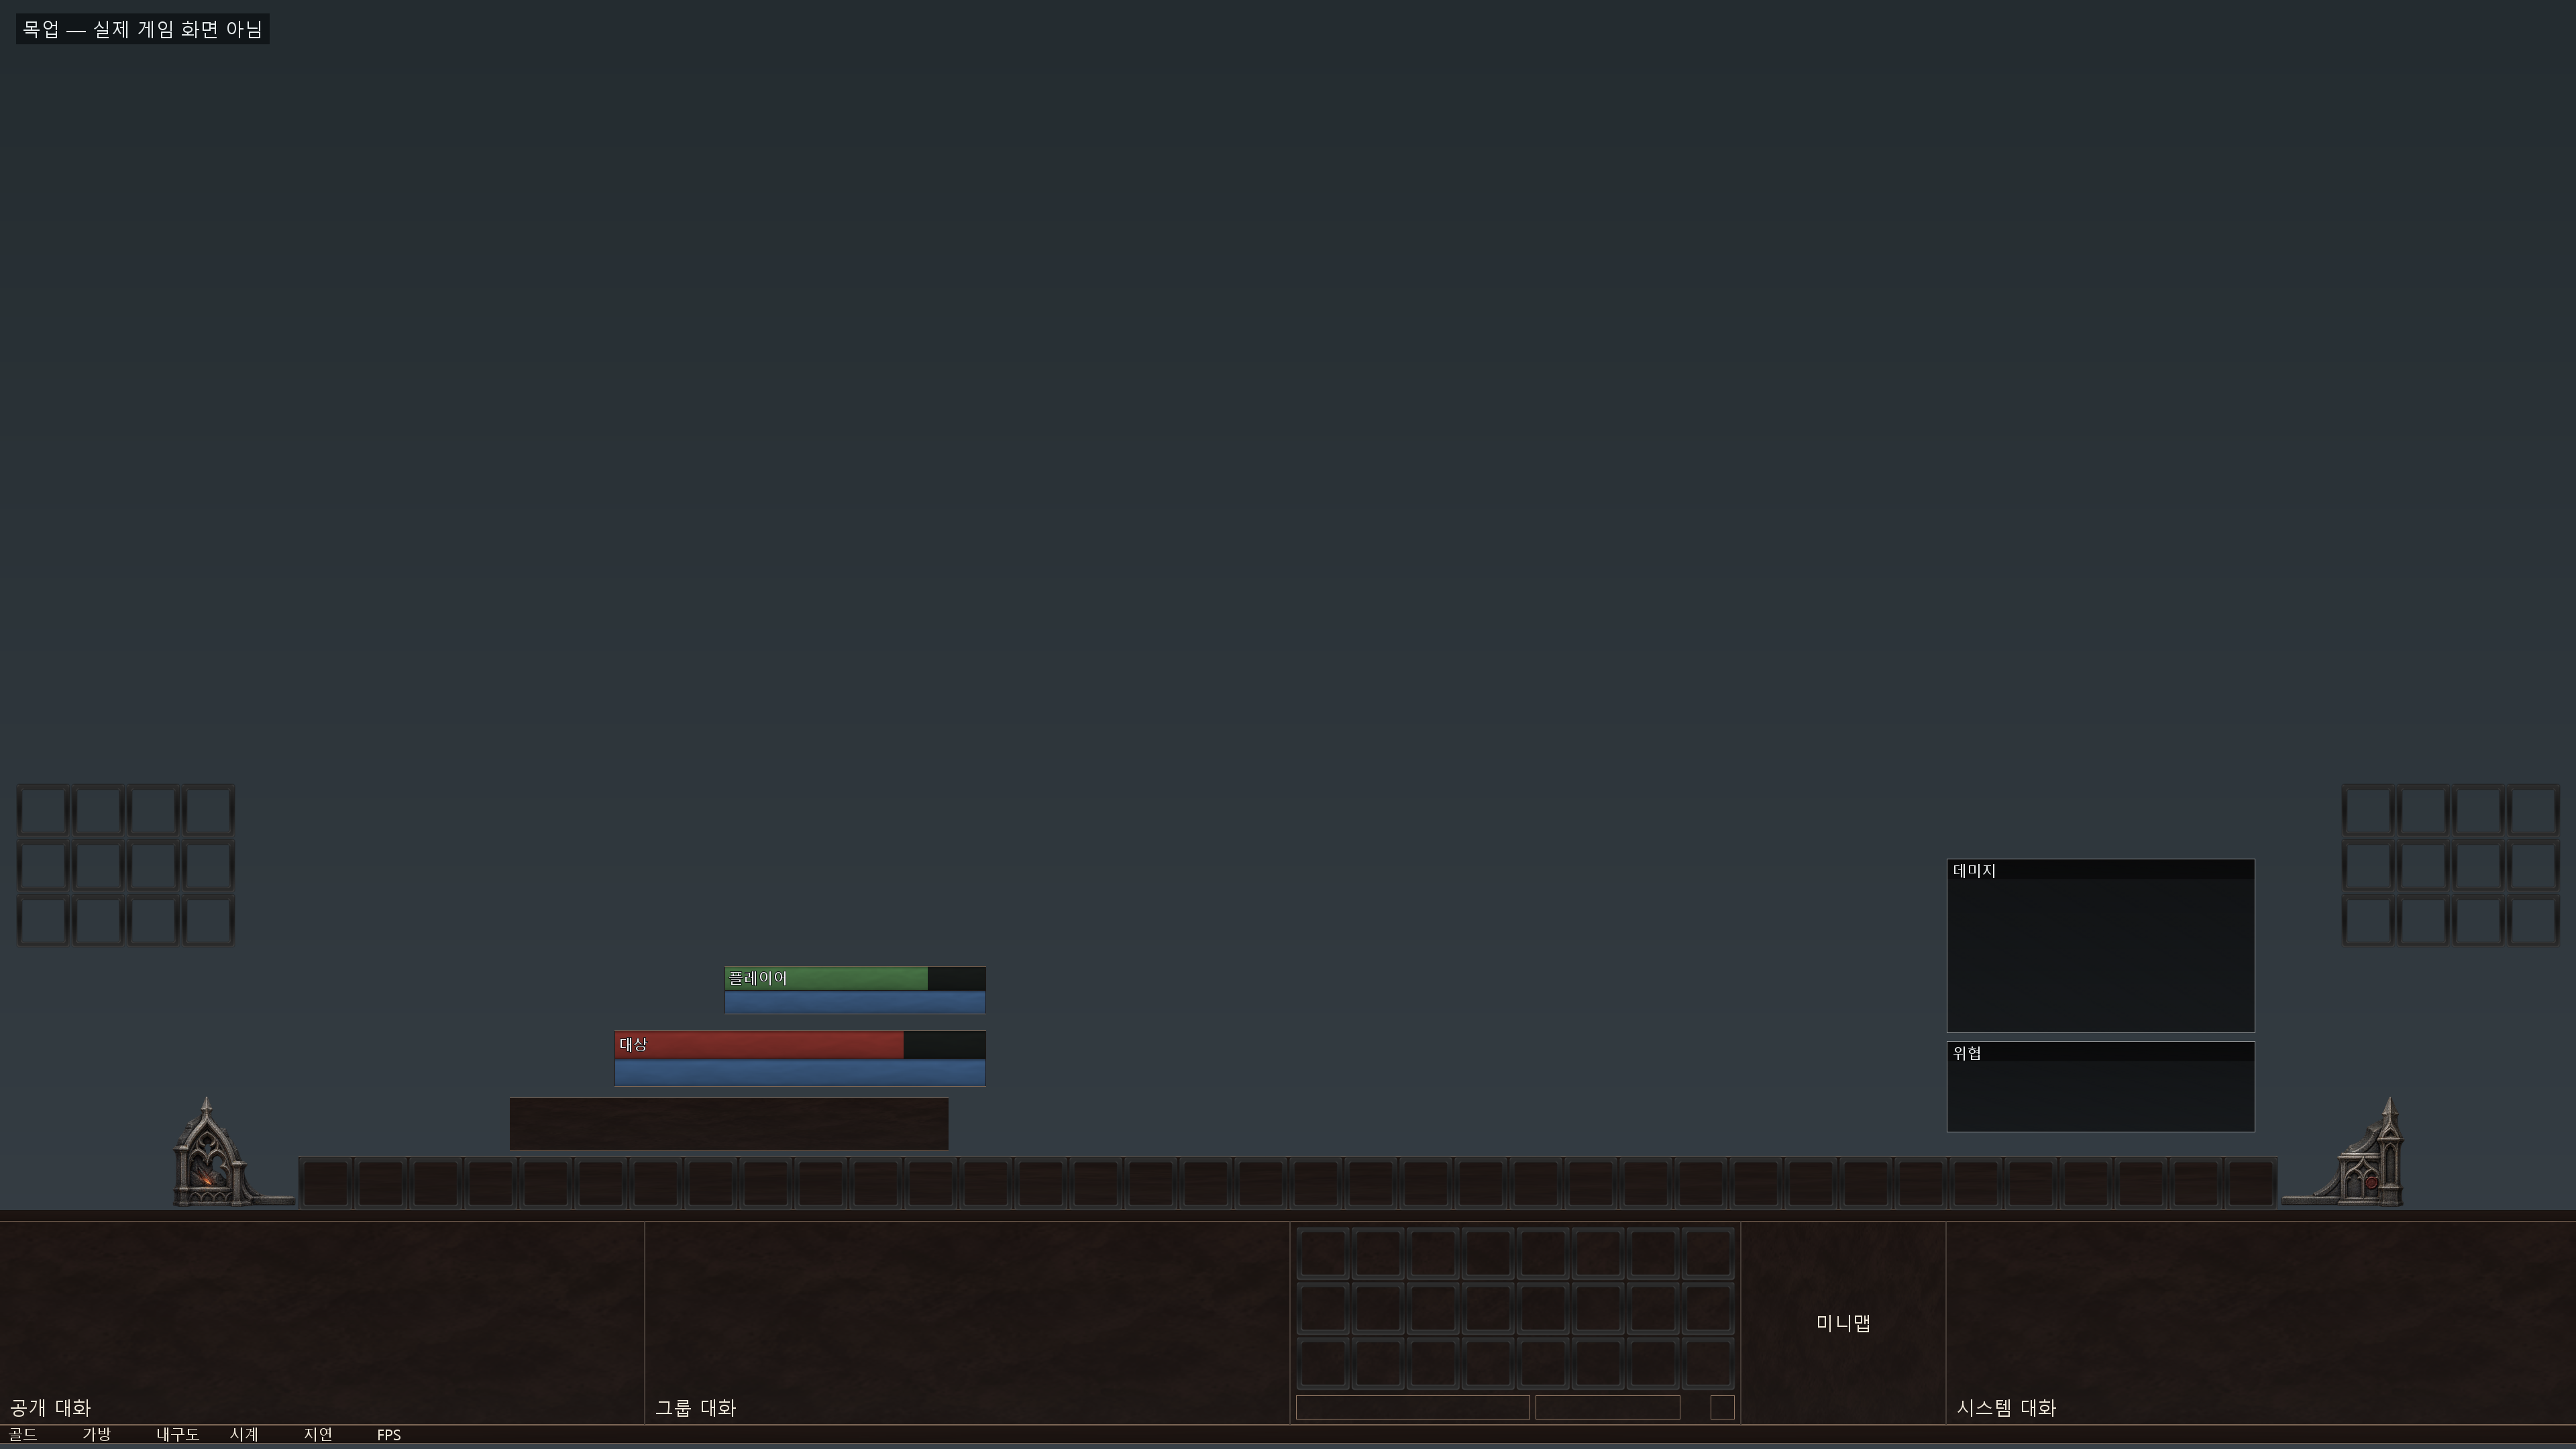 목업 — 실제 게임 화면 아님
데미지
플레이어
대상
위협
미니맵
공개 대화
그룹 대화
시스템 대화
골드 가방 내구도 시계 지연 FPS